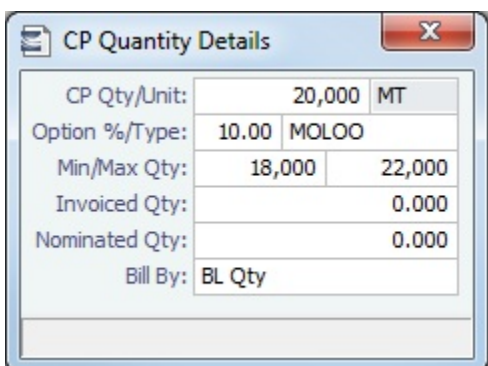 CP Quantity Details
CP Qty/Unit: 20,000 MT
Option %/Type: 10.00 MOLOO
Min/Max Qty: 18,000 22,000
Invoiced Qty: 0.000
Nominated Qty: 0.000
Bill By: BL Qty